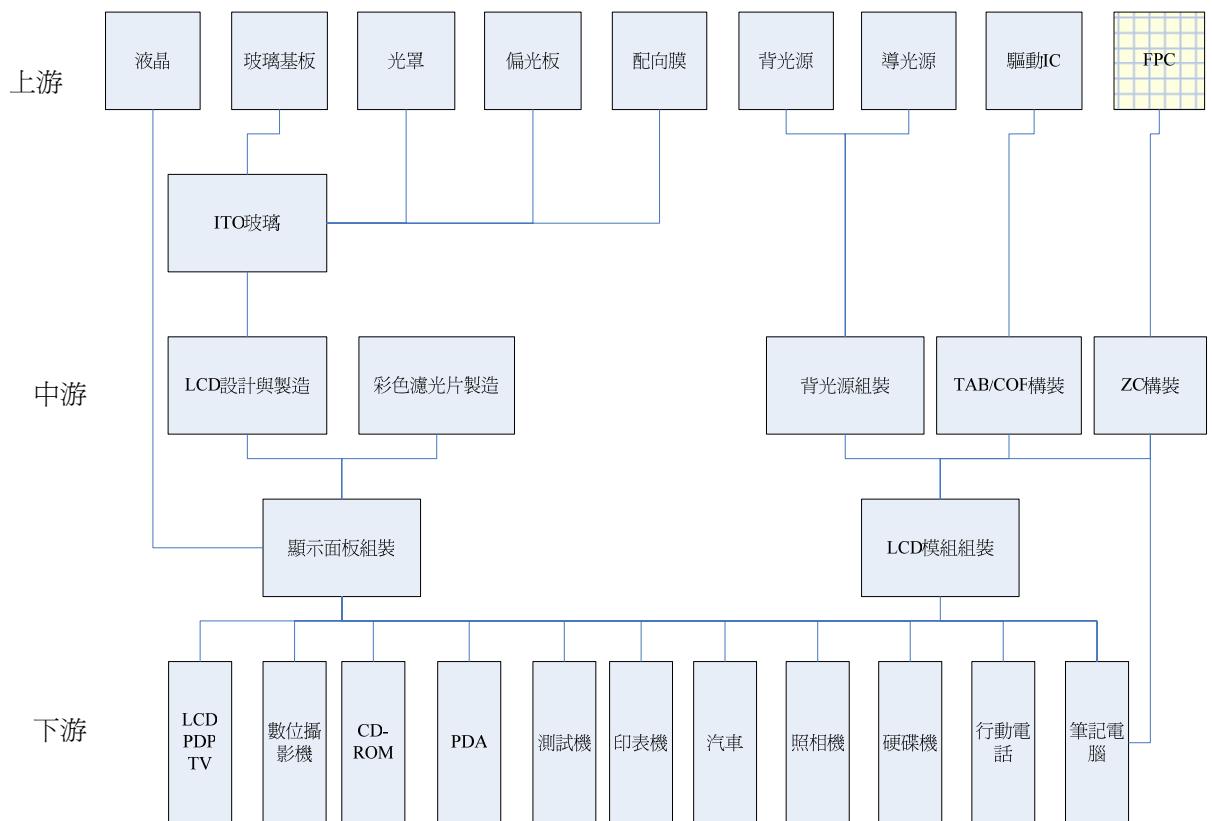 上游
液晶
玻璃基板
光罩
偏光板
配向膜
背光源
導光源
驅動IC
FPC
ITO玻璃
中游
LCD設計與製造
彩色濾光片製造
背光源組裝
TAB/COF構裝
ZC構裝
顯示面板組裝
LCD模組組裝
下游
LCD
PDP
TV
數位攝
影機
CD-
ROM
PDA
測試機
印表機
汽車
照相機
硬碟機
行動電
話
筆記電
腦